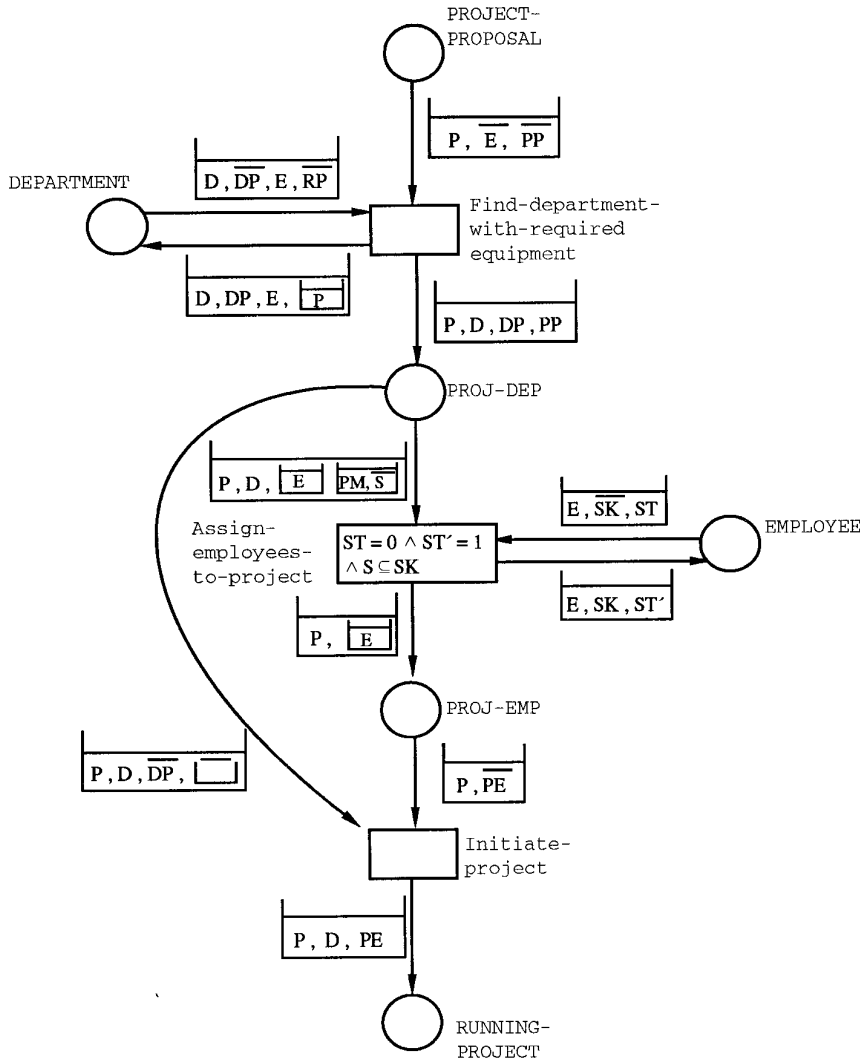 PROJECT-
PROPOSAL
P, E, PP
D, DP, E, RP
DEPARTMENT
Find-department-
with-required
equipment
D, DP, E, P
P, D, DP, PP
PROJ-DEP
P, D, E PM, S
E, SK, ST
Assign-
employees-
to-project
ST = 0 ∧ ST′ = 1
∧ S ⊆ SK
EMPLOYEE
E, SK, ST′
P, E
PROJ-EMP
P, D, DP,
P, PE
Initiate-
project
P, D, PE
RUNNING-
PROJECT